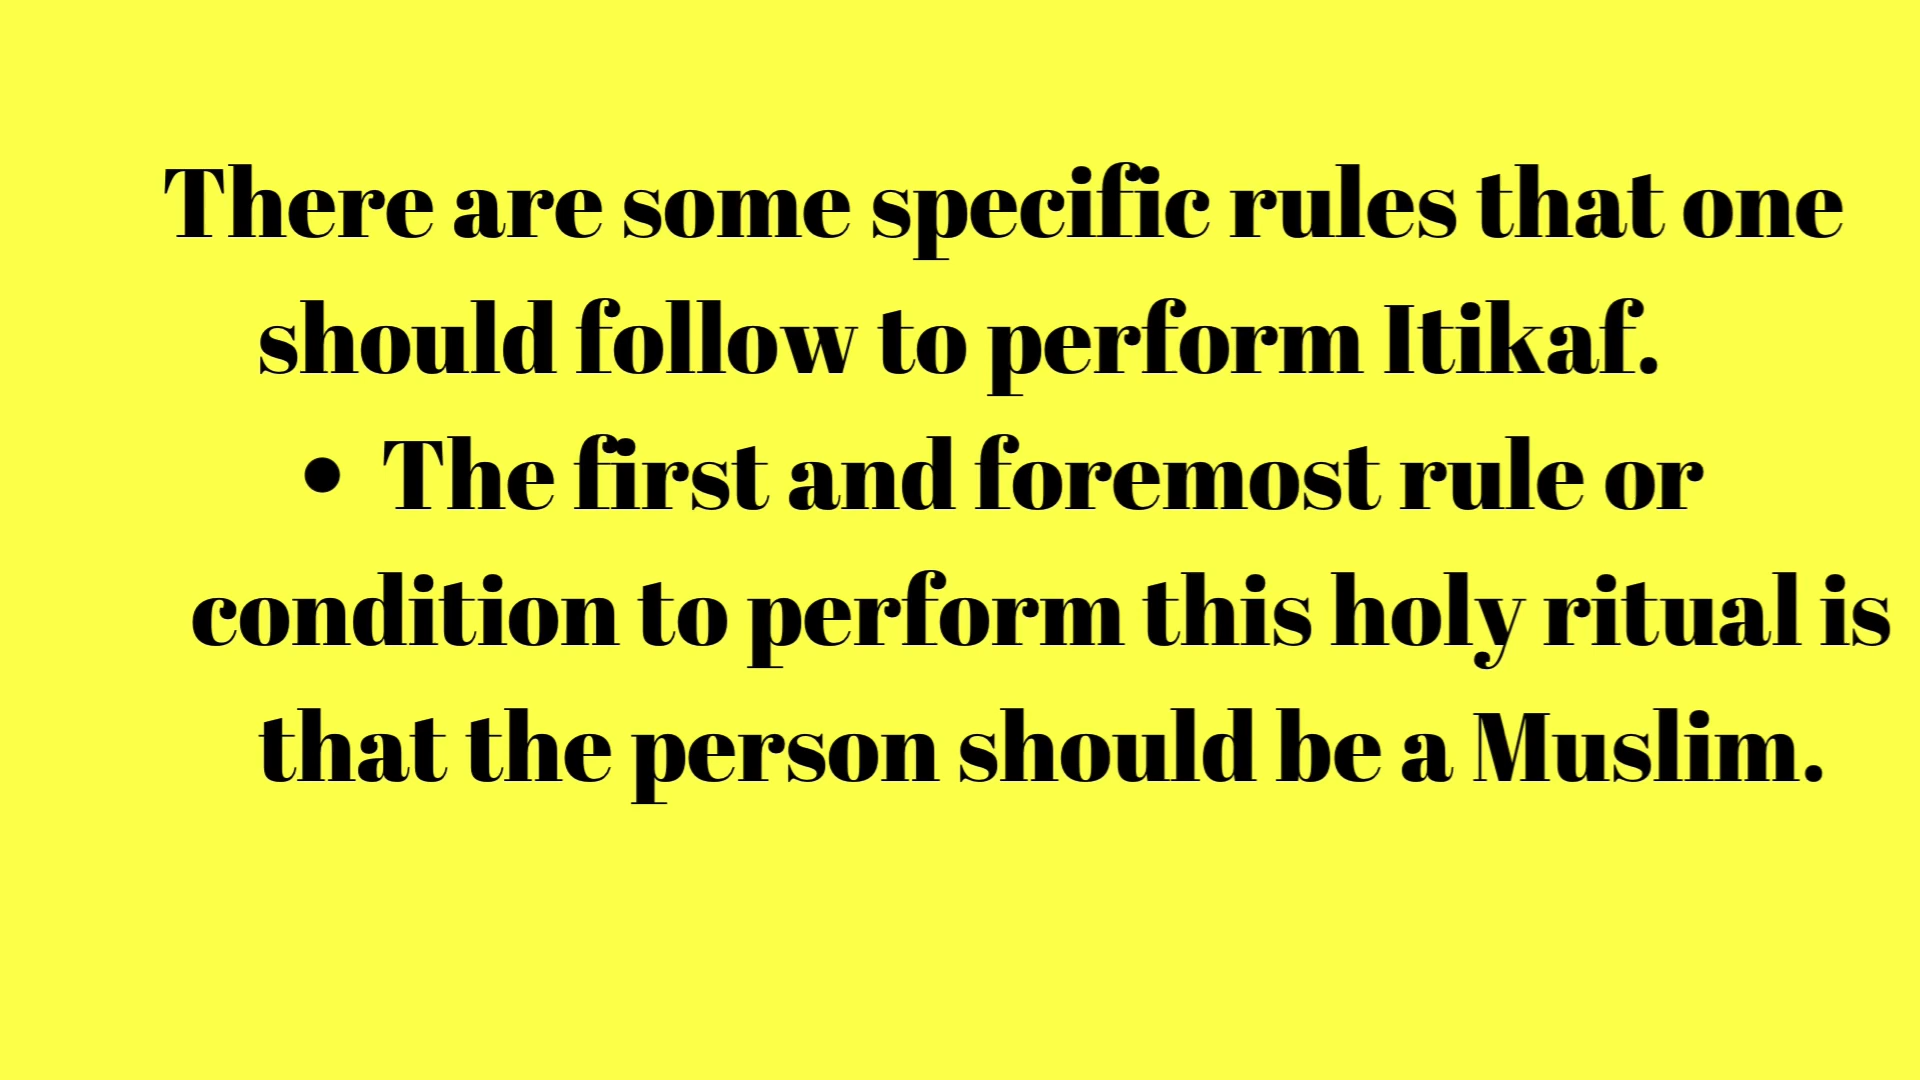 There are some specific rules that one
should follow to perform Itikaf.
• The first and foremost rule or
condition to perform this holy ritual is
that the person should be a Muslim.